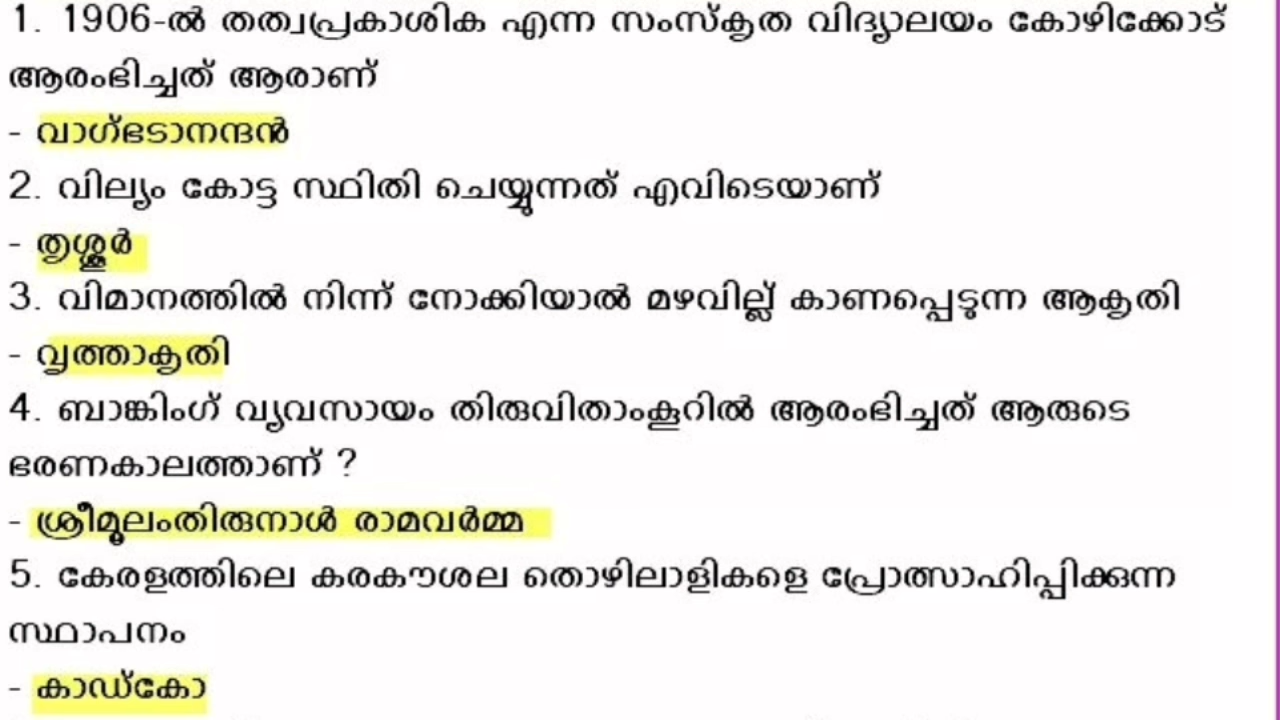 1. 1906-ൽ തത്വപ്രകാശിക എന്ന സംസ്കൃത വിദ്യാലയം കോഴിക്കോട്
ആരംഭിച്ചത് ആരാണ്
- വാഗ്ഭടാനന്ദൻ
2. വില്യം കോട്ട സ്ഥിതി ചെയ്യുന്നത് എവിടെയാണ്
- തൃശ്ശൂർ
3. വിമാനത്തിൽ നിന്ന് നോക്കിയാൽ മഴവില്ല് കാണപ്പെടുന്ന ആകൃതി
- വൃത്താകൃതി
4. ബാങ്കിംഗ് വ്യവസായം തിരുവിതാംകൂറിൽ ആരംഭിച്ചത് ആരുടെ
ഭരണകാലത്താണ് ?
- ശ്രീമൂലംതിരുനാൾ രാമവർമ്മ
5. കേരളത്തിലെ കരകൗശല തൊഴിലാളികളെ പ്രോത്സാഹിപ്പിക്കുന്ന
സ്ഥാപനം
- കാഡ്കോ